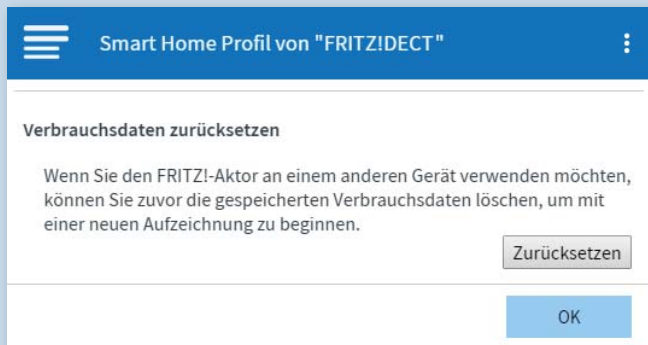 Smart Home Profil von "FRITZ!DECT"
Verbrauchsdaten zurücksetzen
Wenn Sie den FRITZ!-Aktor an einem anderen Gerät verwenden möchten,
können Sie zuvor die gespeicherten Verbrauchsdaten löschen, um mit
einer neuen Aufzeichnung zu beginnen.
Zurücksetzen
OK